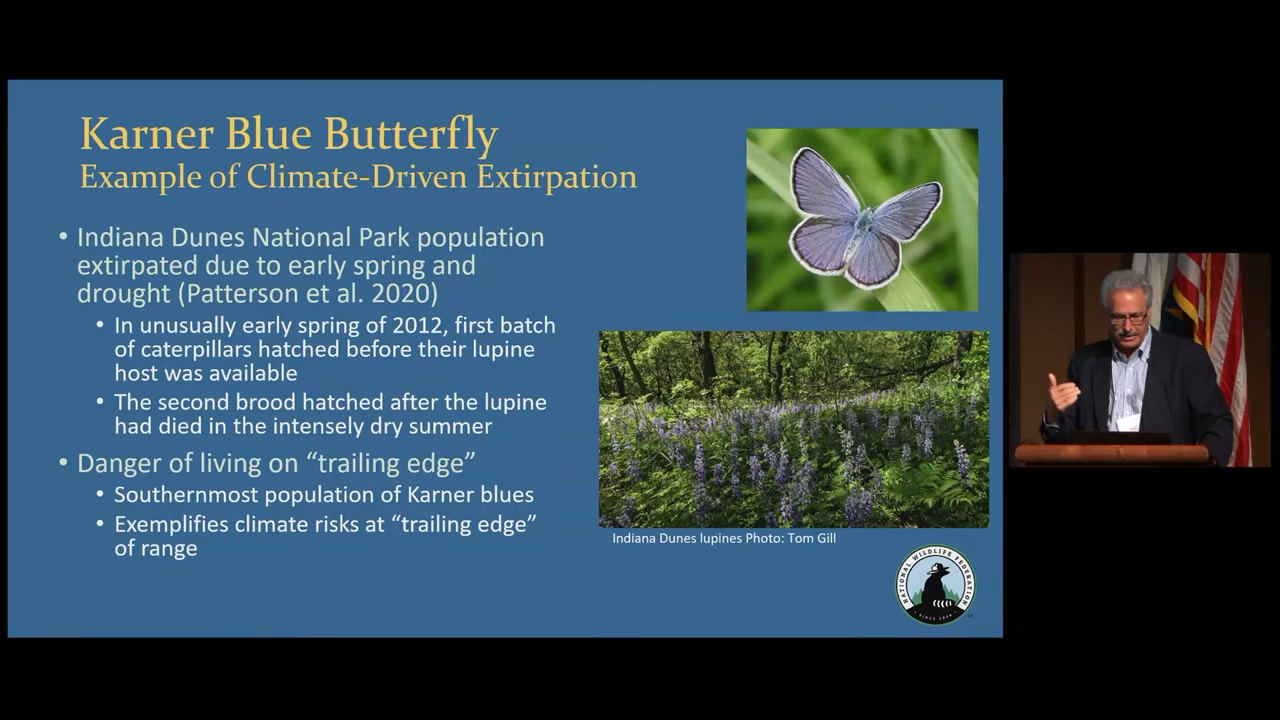 Karner Blue Butterfly
Example of Climate-Driven Extirpation
• Indiana Dunes National Park population
extirpated due to early spring and
drought (Patterson et al. 2020)
• In unusually early spring of 2012, first batch
of caterpillars hatched before their lupine
host was available
• The second brood hatched after the lupine
had died in the intensely dry summer
• Danger of living on “trailing edge”
• Southernmost population of Karner blues
• Exemplifies climate risks at “trailing edge”
of range
Indiana Dunes lupines Photo: Tom Gill
NATIONAL WILDLIFE FEDERATION
SINCE 1936